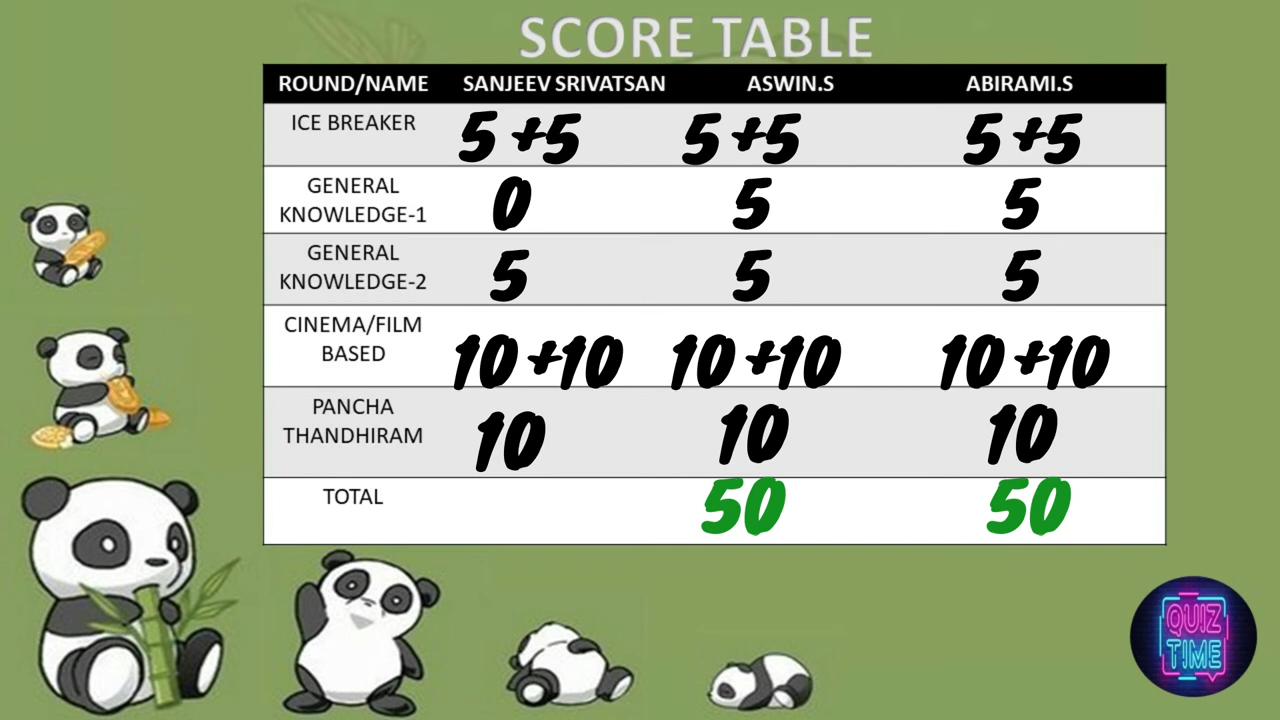 SCORE TABLE
ROUND/NAME SANJEEV SRIVATSAN ASWIN.S ABIRAMI.S
ICE BREAKER 5 +5 5 +5 5 +5
GENERAL
KNOWLEDGE-1 0 5 5
GENERAL
KNOWLEDGE-2 5 5 5
CINEMA/FILM
BASED 10 +10 10 +10 10 +10
PANCHA
THANDHIRAM 10 10 10
TOTAL 50 50
QUIZ
TIME